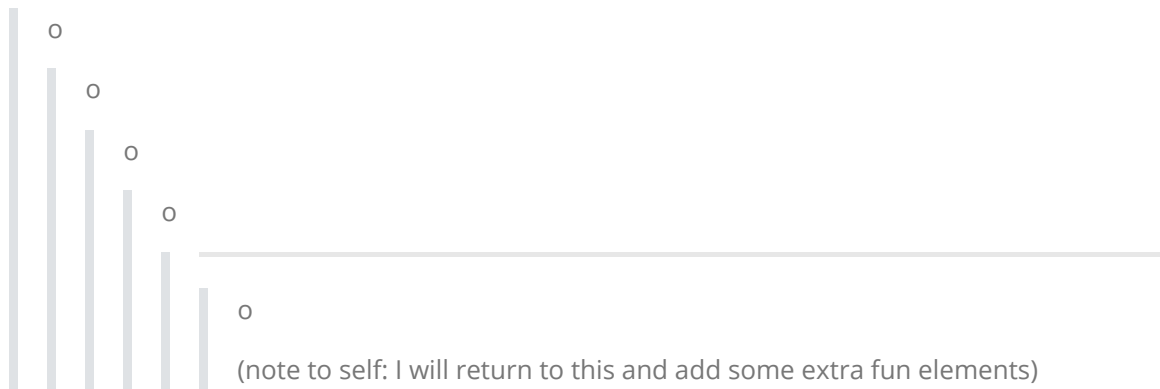 o
o
o
o
o
(note to self: I will return to this and add some extra fun elements)